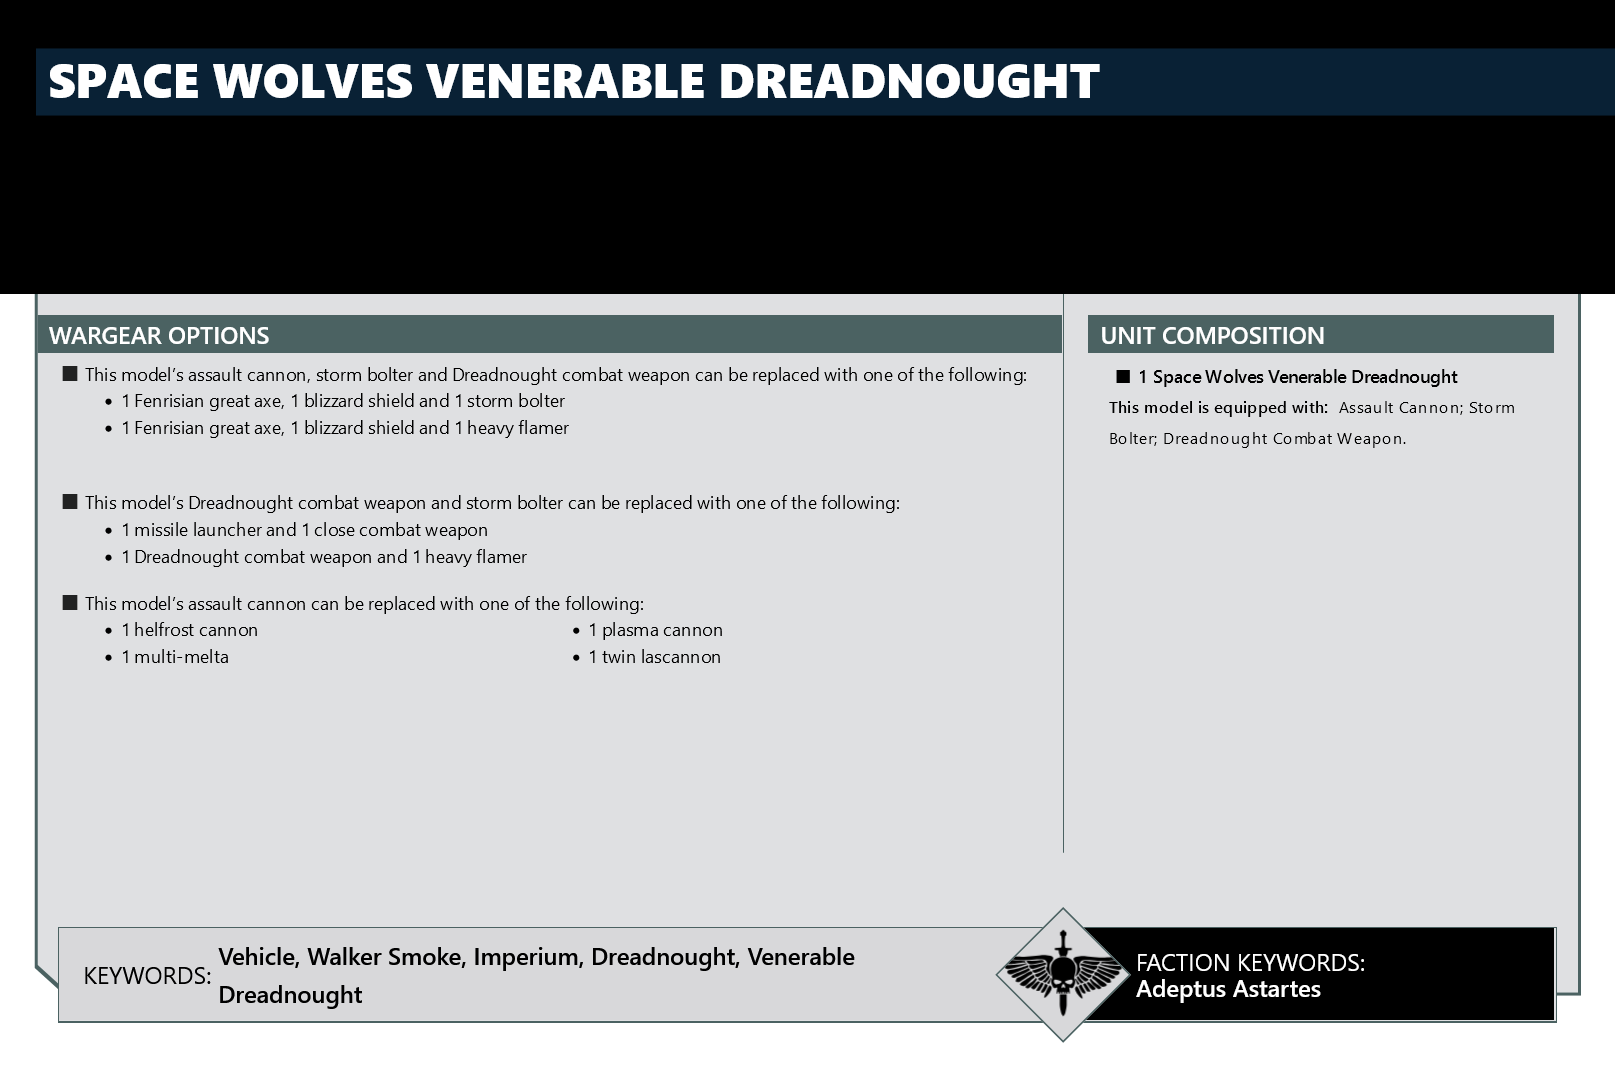 SPACE WOLVES VENERABLE DREADNOUGHT
WARGEAR OPTIONS
■ This model’s assault cannon, storm bolter and Dreadnought combat weapon can be replaced with one of the following:
• 1 Fenrisian great axe, 1 blizzard shield and 1 storm bolter
• 1 Fenrisian great axe, 1 blizzard shield and 1 heavy flamer
■ This model’s Dreadnought combat weapon and storm bolter can be replaced with one of the following:
• 1 missile launcher and 1 close combat weapon
• 1 Dreadnought combat weapon and 1 heavy flamer
■ This model’s assault cannon can be replaced with one of the following:
• 1 helfrost cannon
• 1 multi-melta
• 1 plasma cannon
• 1 twin lascannon
UNIT COMPOSITION
■ 1 Space Wolves Venerable Dreadnought
This model is equipped with: Assault Cannon; Storm
Bolter; Dreadnought Combat Weapon.
KEYWORDS: Vehicle, Walker Smoke, Imperium, Dreadnought, Venerable
Dreadnought
FACTION KEYWORDS:
Adeptus Astartes